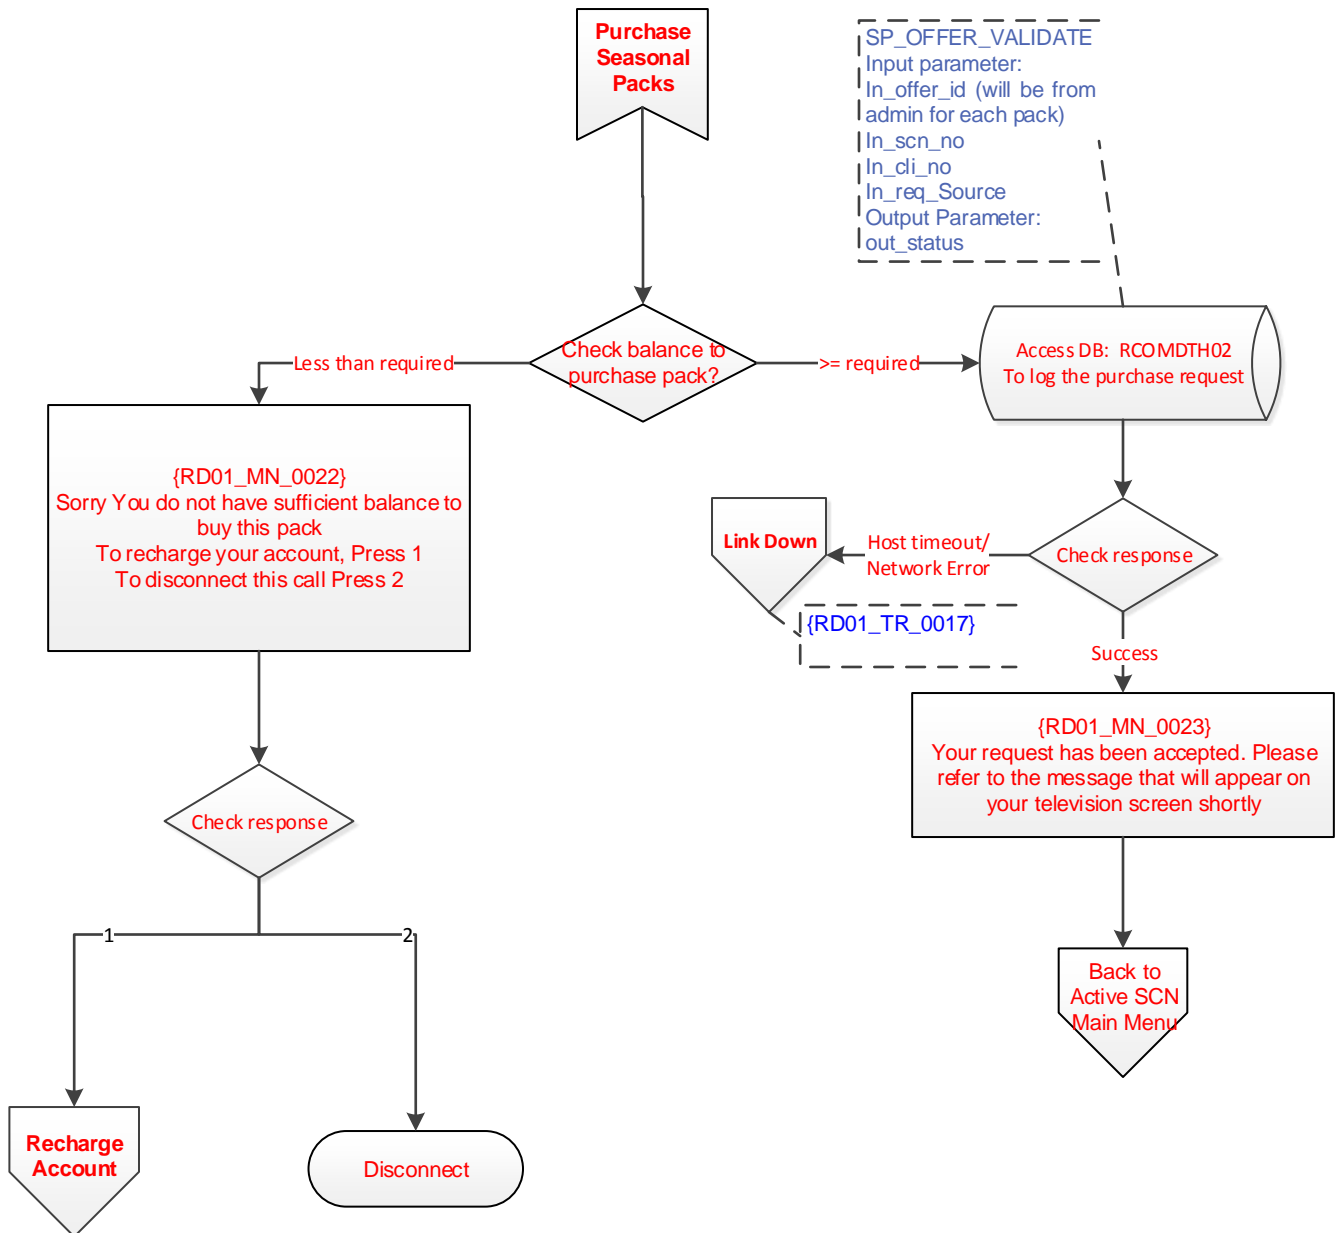 Purchase
Seasonal
Packs
SP_OFFER_VALIDATE
Input parameter:
In_offer_id (will be from
admin for each pack)
In_scn_no
In_cli_no
In_req_Source
Output Parameter:
out_status
Less than required
Check balance to
purchase pack?
>= required
Access DB: RCOMDTH02
To log the purchase request
{RD01_MN_0022}
Sorry You do not have sufficient balance to
buy this pack
To recharge your account, Press 1
To disconnect this call Press 2
Link Down
Host timeout/
Network Error
Check response
{RD01_TR_0017}
Success
{RD01_MN_0023}
Your request has been accepted. Please
refer to the message that will appear on
your television screen shortly
Check response
1
2
Back to
Active SCN
Main Menu
Recharge
Account
Disconnect